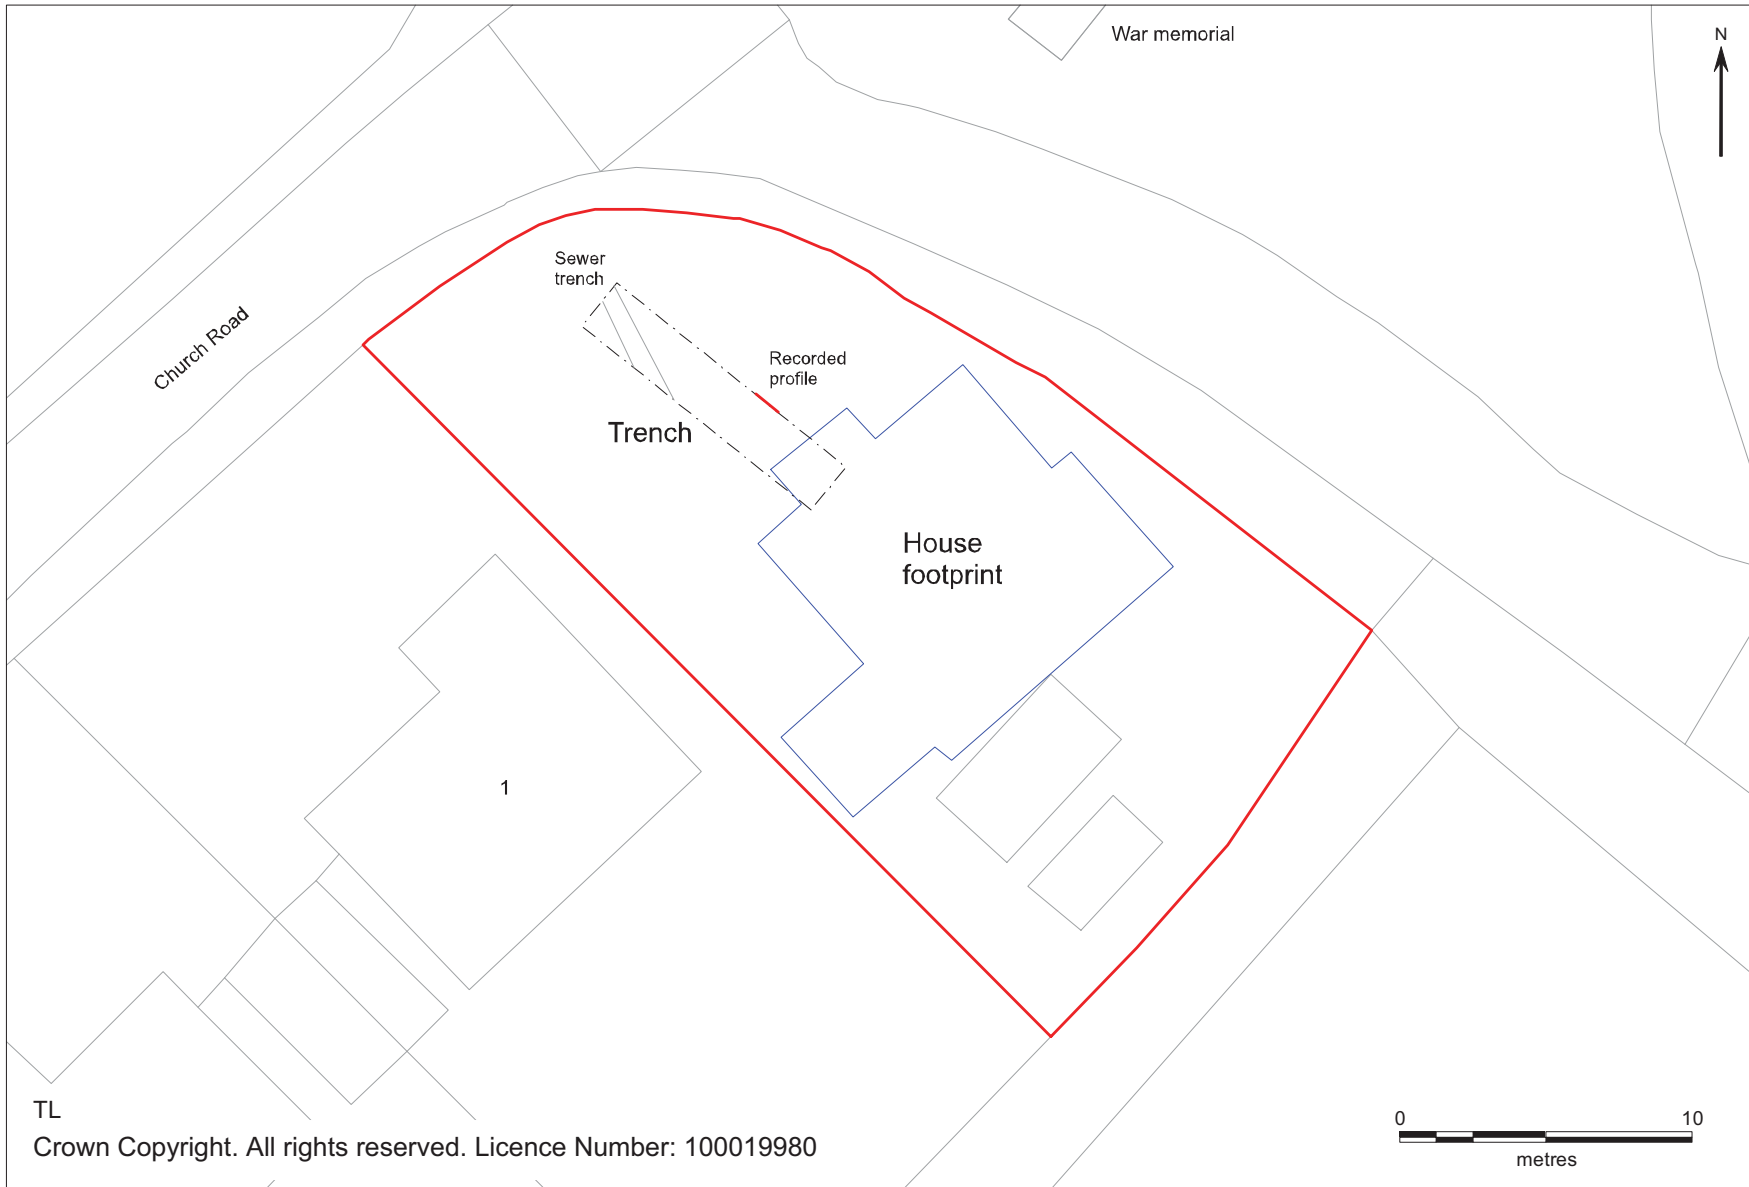 War memorial
N
Sewer
trench
Church Road
Recorded
profile
Trench
House
footprint
1
TL
Crown Copyright. All rights reserved. Licence Number: 100019980
0 10
metres